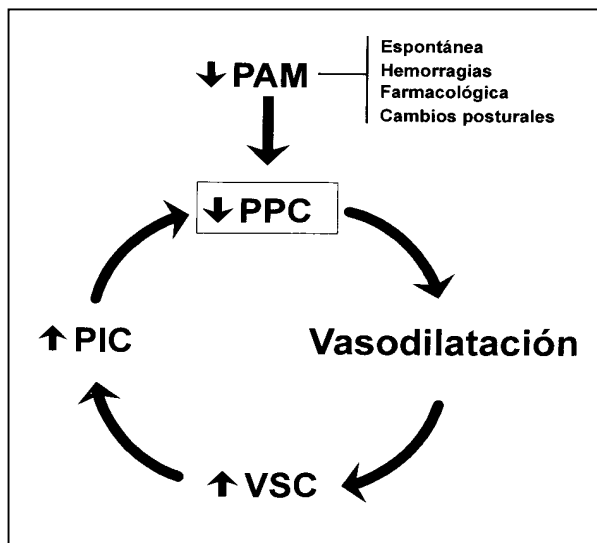 ↓ PAM
Espontánea
Hemorragias
Farmacológica
Cambios posturales
↓ PPC
Vasodilatación
↑ VSC
↑ PIC